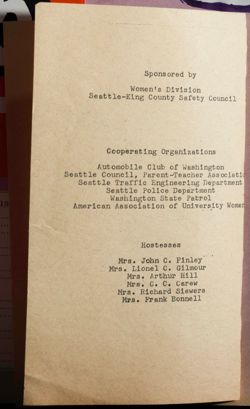 Sponsored by
Women's Division
Seattle-King County Safety Council
Cooperating Organizations
Automobile Club of Washington
Seattle Council, Parent-Teacher Associatio
Seattle Traffic Engineering Department
Seattle Police Department
Washington State Patrol
American Association of University Women
Hostesses
Mrs. John C. Finley
Mrs. Lionel C. Gilmour
Mrs. Arthur Hill
Mrs. C. C. Carew
Mrs. Richard Siewers
Mrs. Frank Bonnell